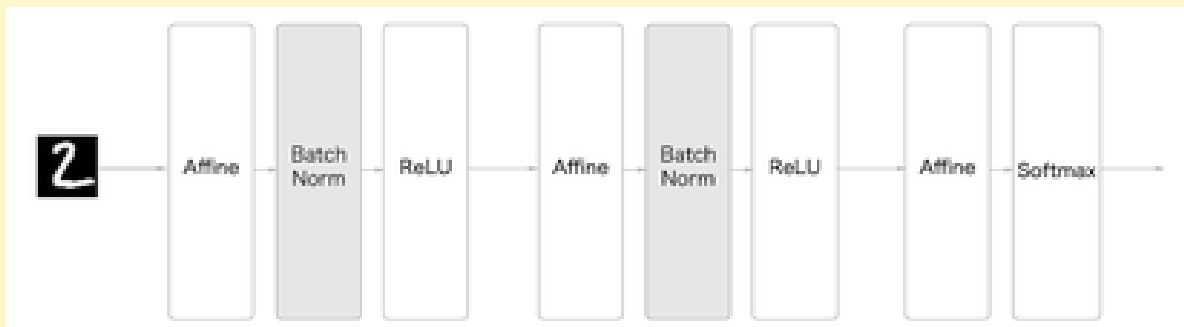 2
Affine
Batch
Norm
ReLU
Affine
Batch
Norm
ReLU
Affine
Softmax